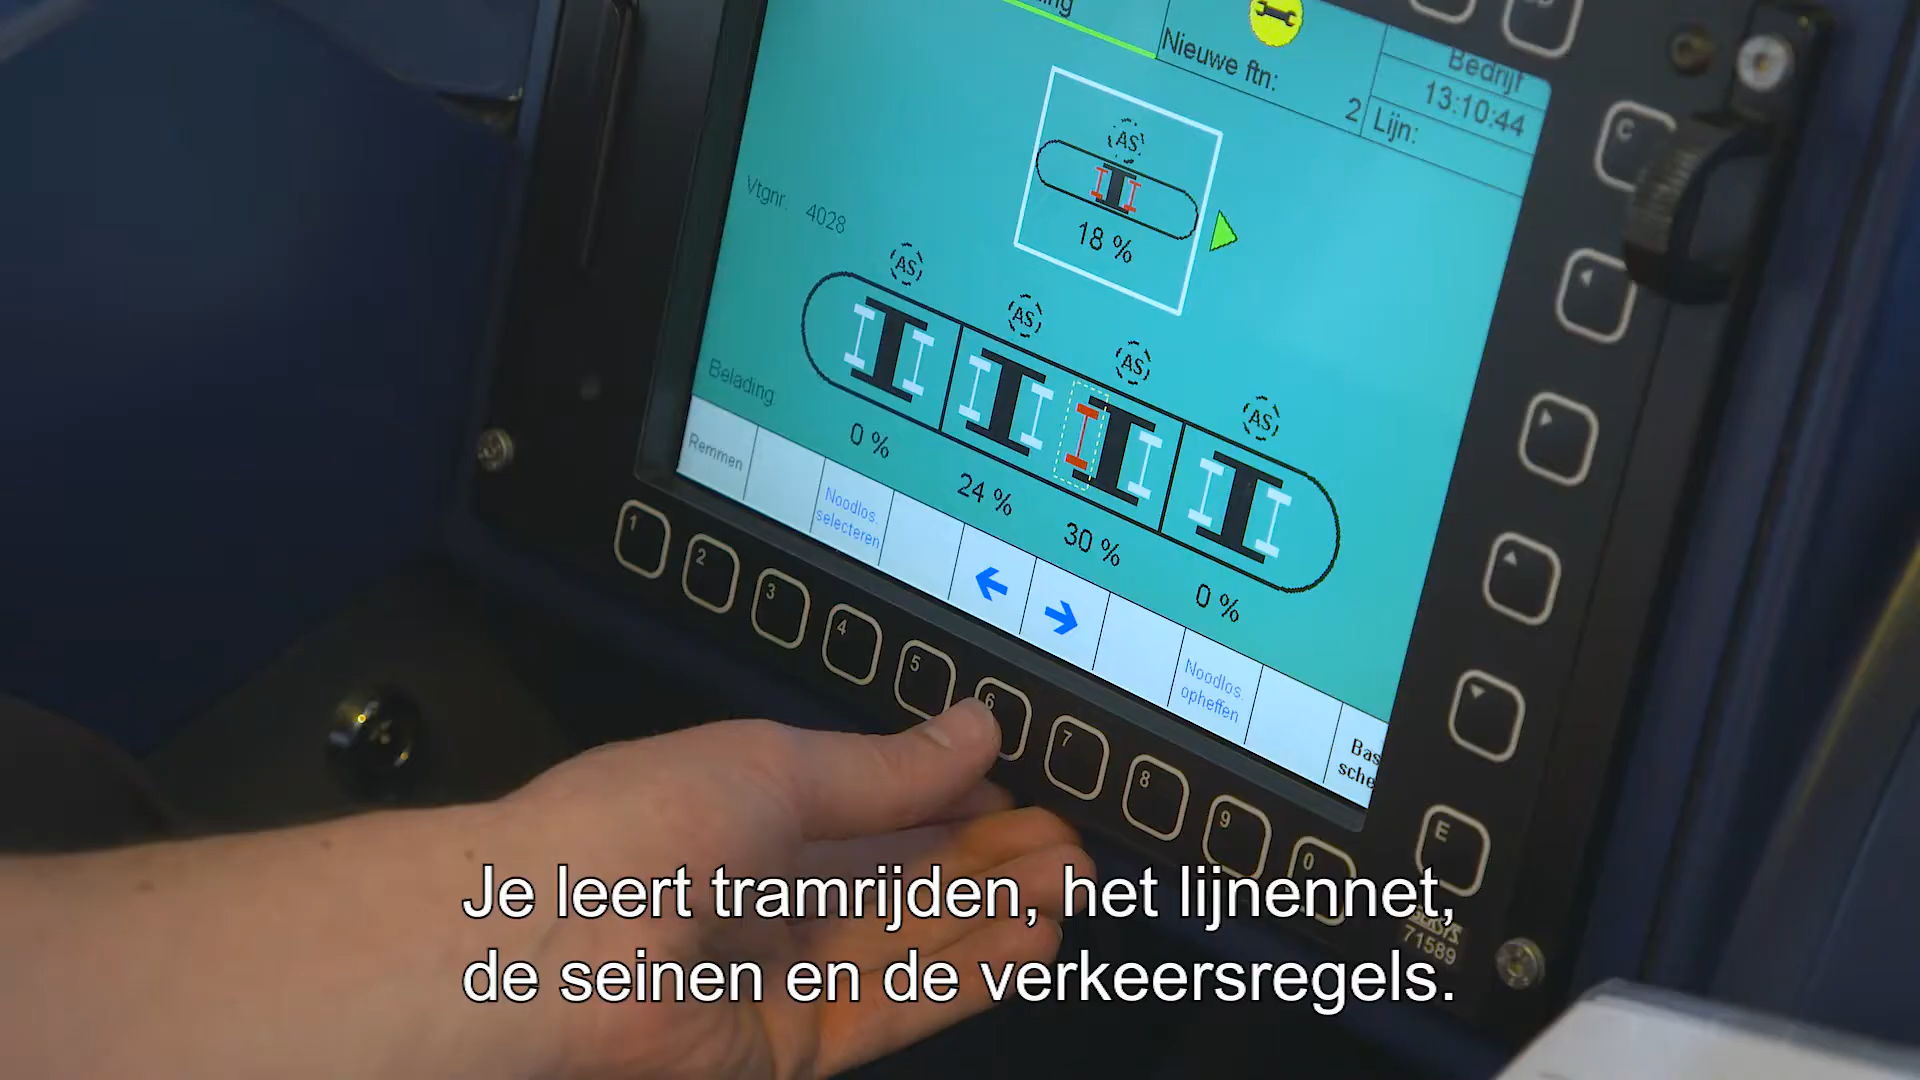 Nieuwe ftn:
2
Bedrijf
13:10:44
Lijn:
AS
18 %
Vtgnr. 4028
AS
AS
AS
AS
Belading
0 %
24 %
30 %
0 %
Remmen
Noodlos.
selecteren
Noodlos.
opheffen
1
2
3
4
5
6
7
8
9
0
C
E
71589
Je leert tramrijden, het lijnennet,
de seinen en de verkeersregels.